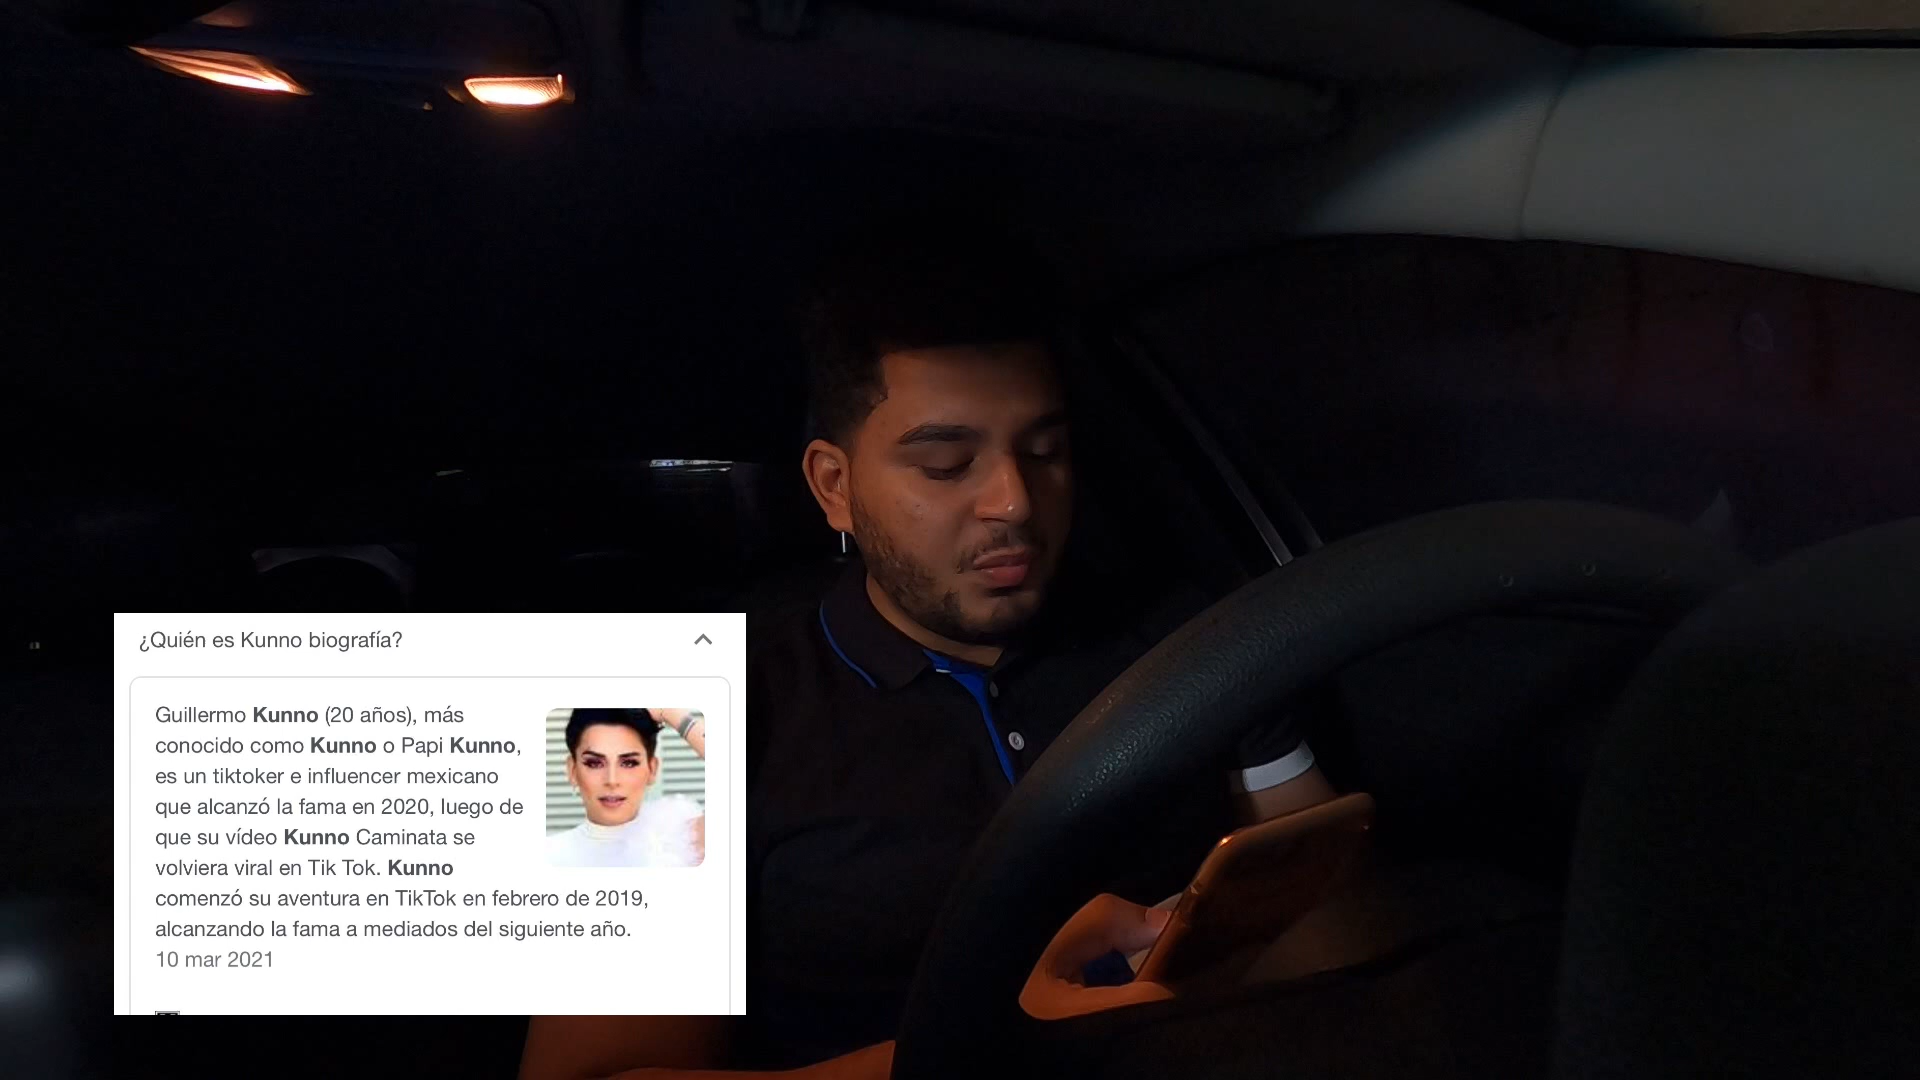 ¿Quién es Kunno biografía?
Guillermo Kunno (20 años), más
conocido como Kunno o Papi Kunno,
es un tiktoker e influencer mexicano
que alcanzó la fama en 2020, luego de
que su vídeo Kunno Caminata se
volviera viral en Tik Tok. Kunno
comenzó su aventura en TikTok en febrero de 2019,
alcanzando la fama a mediados del siguiente año.
10 mar 2021